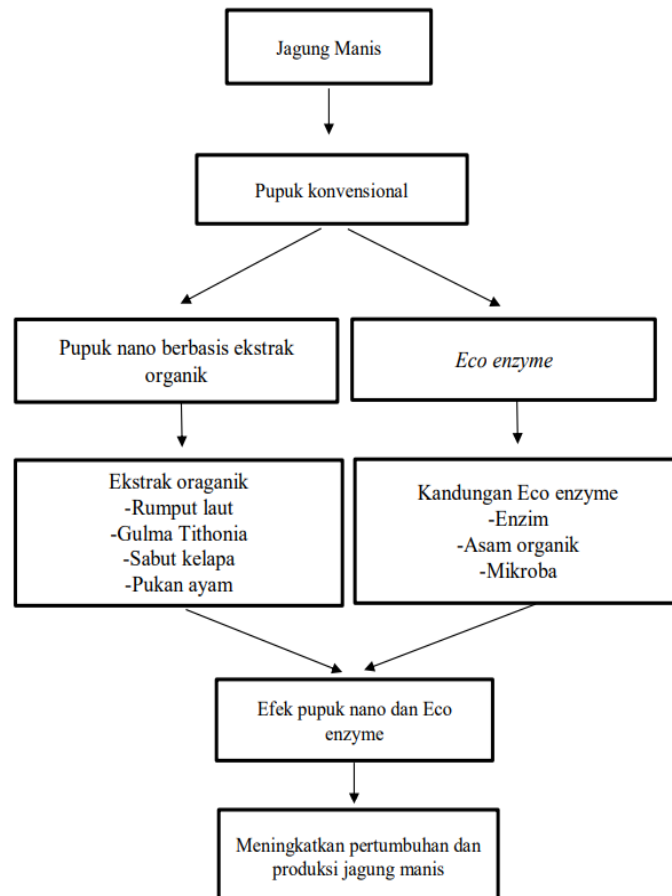 Jagung Manis
Pupuk konvensional
Pupuk nano berbasis ekstrak
organik
Eco enzyme
Ekstrak oraganik
-Rumput laut
-Gulma Tithonia
-Sabut kelapa
-Pukan ayam
Kandungan Eco enzyme
-Enzim
-Asam organik
-Mikroba
Efek pupuk nano dan Eco
enzyme
Meningkatkan pertumbuhan dan
produksi jagung manis